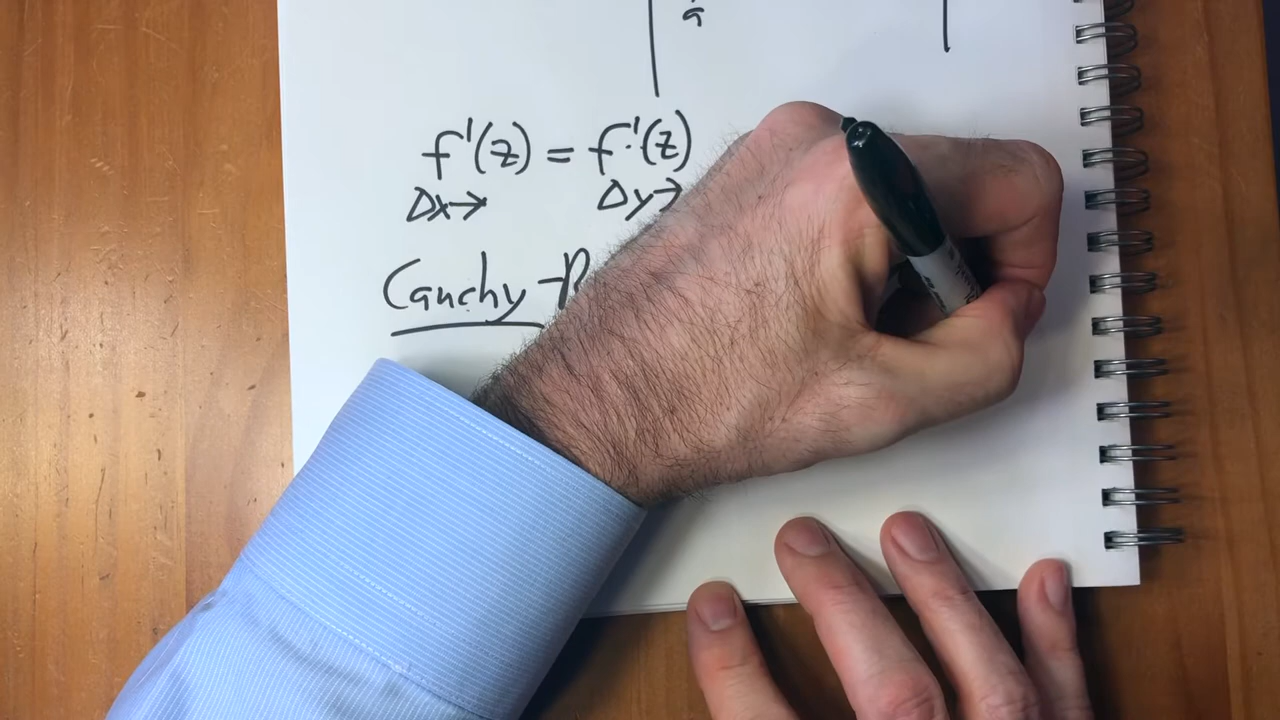 a
f'(z) = f'(z)
Δx→ Δy→
Cauchy-R